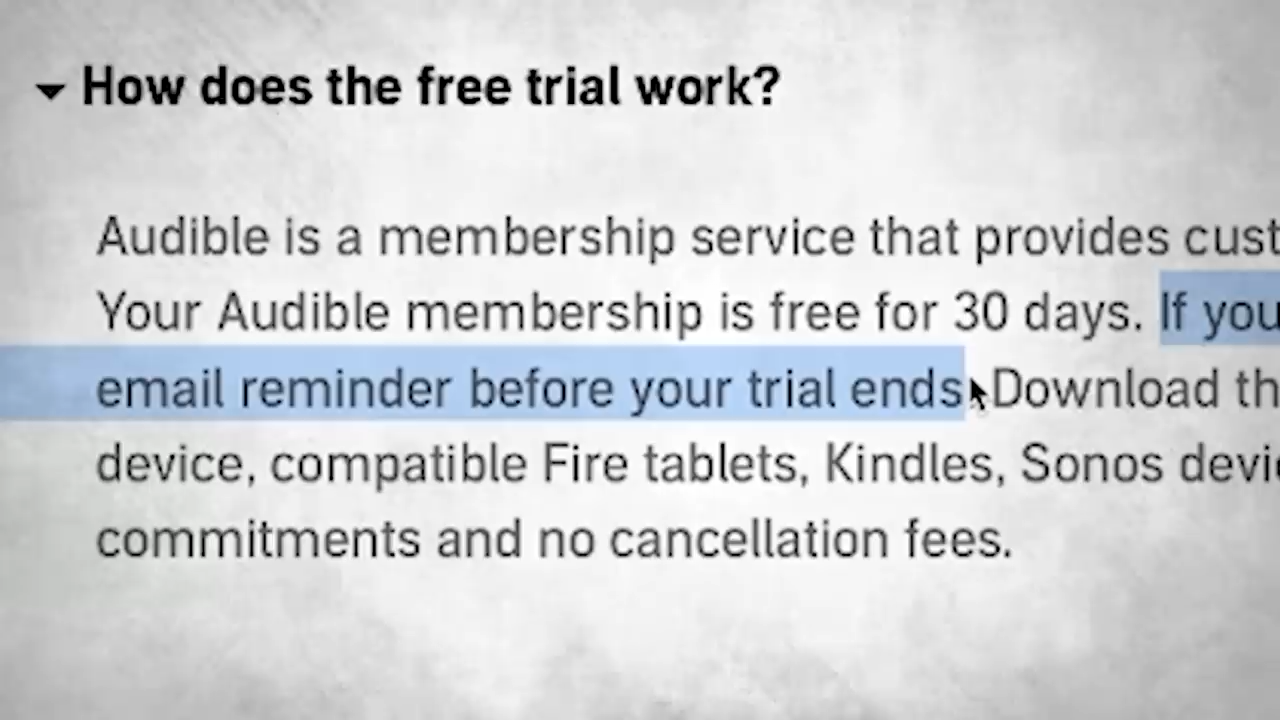 How does the free trial work?
Audible is a membership service that provides cust
Your Audible membership is free for 30 days. If you
email reminder before your trial ends. Download th
device, compatible Fire tablets, Kindles, Sonos devic
commitments and no cancellation fees.